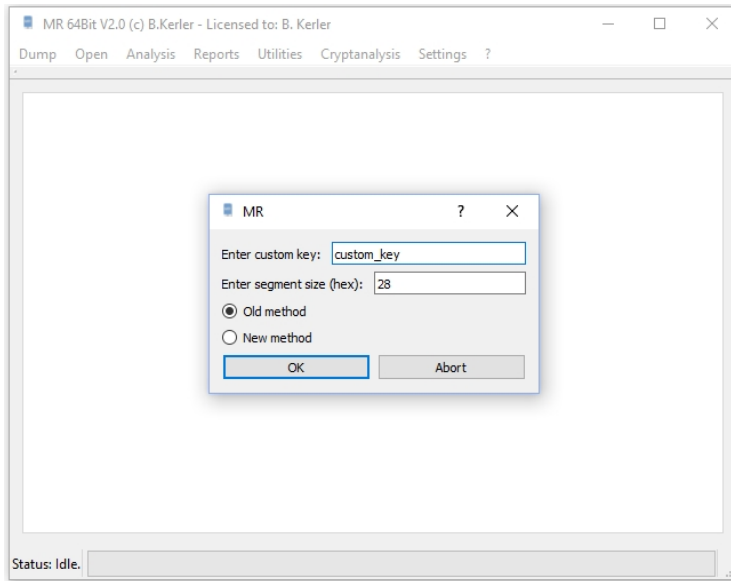 MR 64Bit V2.0 (c) B.Kerler - Licensed to: B. Kerler
Dump Open Analysis Reports Utilities Cryptanalysis Settings ?
MR ?
Enter custom key: custom_key
Enter segment size (hex): 28
Old method
New method
OK Abort
Status: Idle.